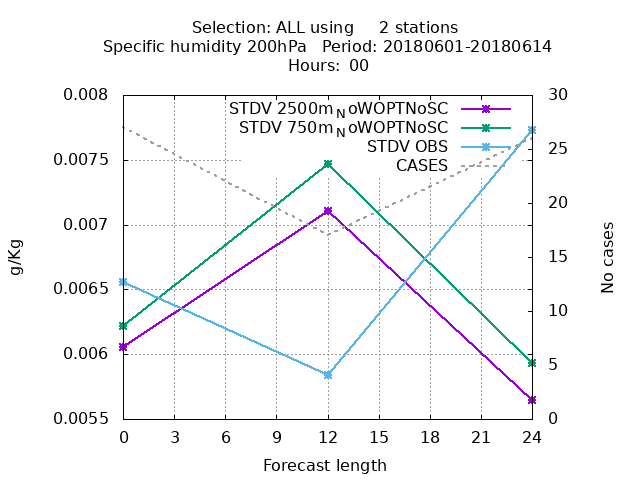 Selection: ALL using     2 stations
Specific humidity 200hPa   Period: 20180601-20180614
Hours:  00
STDV 2500m_NoWOPTNoSC
STDV 750m_NoWOPTNoSC
STDV OBS
CASES
0.008
0.0075
0.007
0.0065
0.006
0.0055
g/Kg
30
25
20
15
10
5
0
No cases
0 3 6 9 12 15 18 21 24
Forecast length